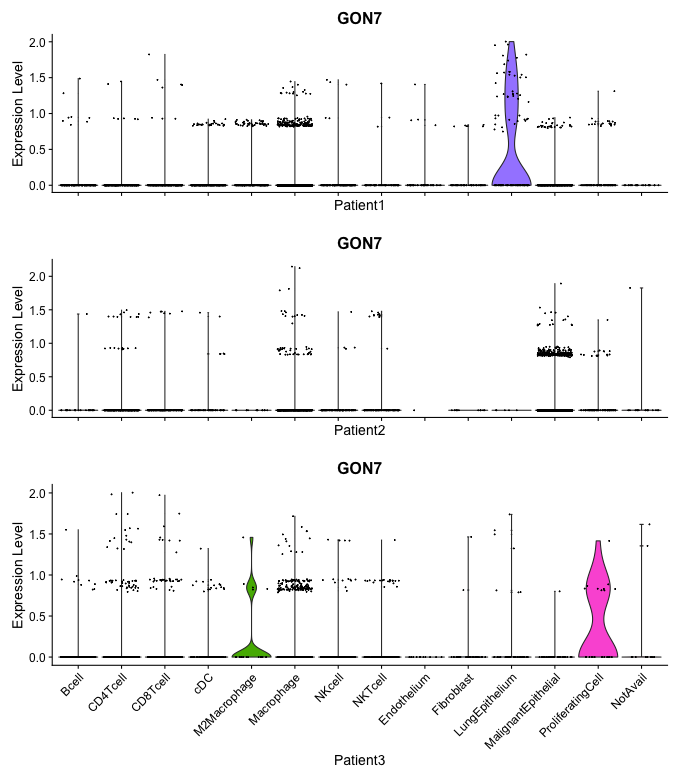 GON7
Expression Level
2.0
1.5
1.0
0.5
0.0
Patient1
GON7
Expression Level
2.0
1.5
1.0
0.5
0.0
Patient2
GON7
Expression Level
2.0
1.5
1.0
0.5
0.0
Bcell
CD4Tcell
CD8Tcell
cDC
M2Macrophage
Macrophage
NKcell
NKTcell
Endothelium
Fibroblast
LungEpithelium
MalignantEpithelial
ProliferatingCell
NotAvail
Patient3